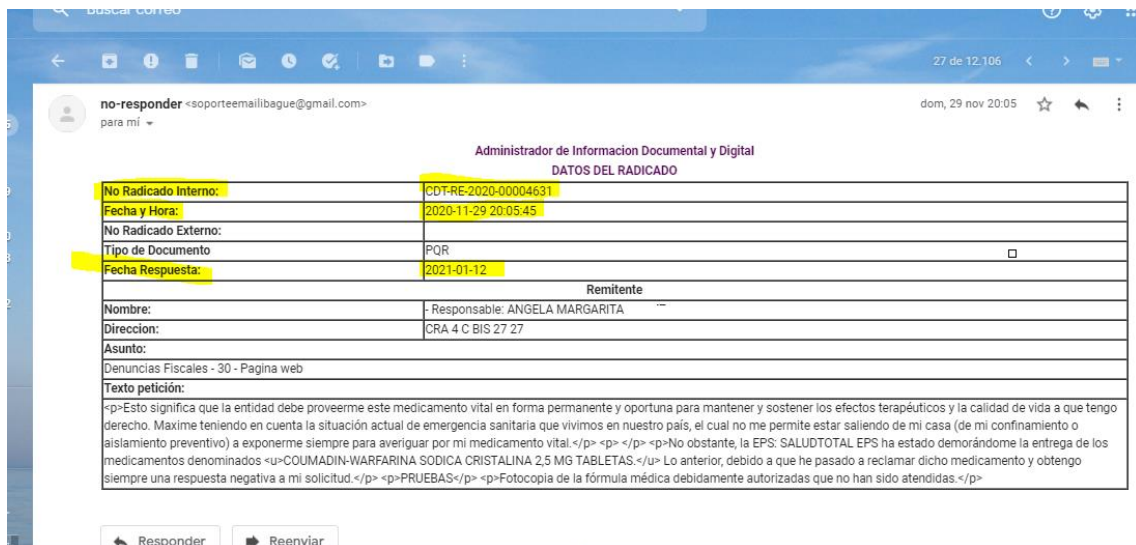 Buscar correo
27 de 12.106
no-responder <soporteemailibague@gmail.com>
dom, 29 nov 20:05
para mí
Administrador de Informacion Documental y Digital
DATOS DEL RADICADO
No Radicado Interno: CDT-RE-2020-00004631
Fecha y Hora: 2020-11-29 20:05:45
No Radicado Externo:
Tipo de Documento PQR
Fecha Respuesta: 2021-01-12
Remitente
Nombre: - Responsable: ANGELA MARGARITA
Direccion: CRA 4 C BIS 27 27
Asunto:
Denuncias Fiscales - 30 - Pagina web
Texto petición:
<p>Esto significa que la entidad debe proveerme este medicamento vital en forma permanente y oportuna para mantener y sostener los efectos terapéuticos y la calidad de vida a que tengo
derecho. Maxime teniendo en cuenta la situación actual de emergencia sanitaria que vivimos en nuestro país, el cual no me permite estar saliendo de mi casa (de mi confinamiento o
aislamiento preventivo) a exponerme siempre para averiguar por mi medicamento vital.</p> <p> </p> <p>No obstante, la EPS: SALUDTOTAL EPS ha estado demorándome la entrega de los
medicamentos denominados <u>COUMADIN-WARFARINA SODICA CRISTALINA 2,5 MG TABLETAS.</u> Lo anterior, debido a que he pasado a reclamar dicho medicamento y obtengo
siempre una respuesta negativa a mi solicitud.</p> <p>PRUEBAS</p> <p>Fotocopia de la fórmula médica debidamente autorizadas que no han sido atendidas.</p>
Responder
Reenviar